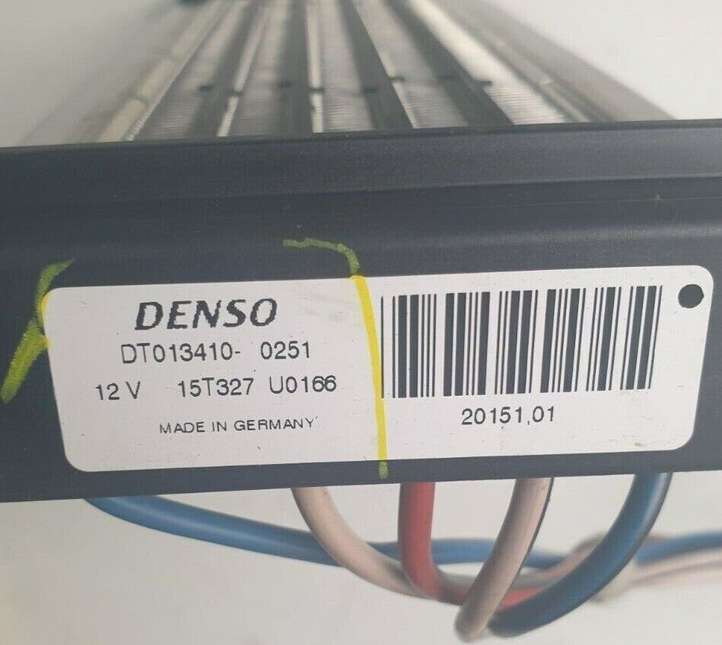 DENSO
DT013410- 0251
12 V 15T327 U0166
MADE IN GERMANY
20151,01